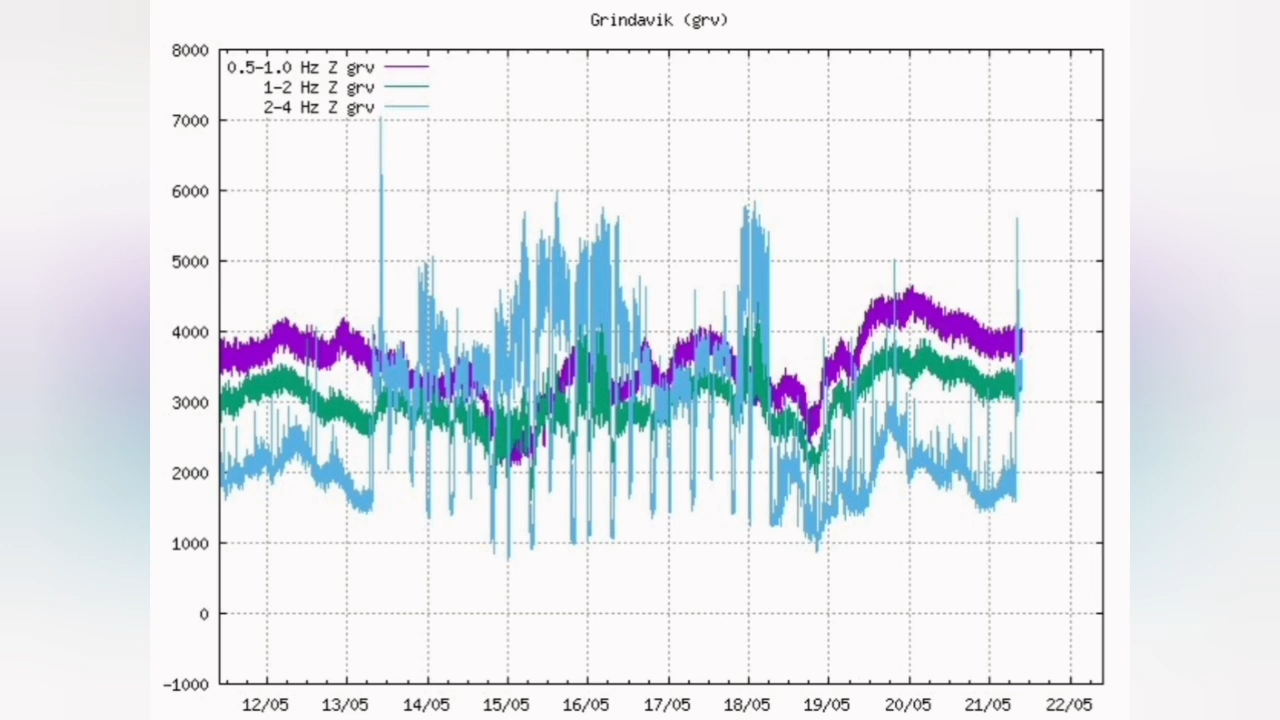 Grindavik (grv)
8000
0.5-1.0 Hz Z grv
1-2 Hz Z grv
2-4 Hz Z grv
7000
6000
5000
4000
3000
2000
1000
0
-1000
12/05 13/05 14/05 15/05 16/05 17/05 18/05 19/05 20/05 21/05 22/05